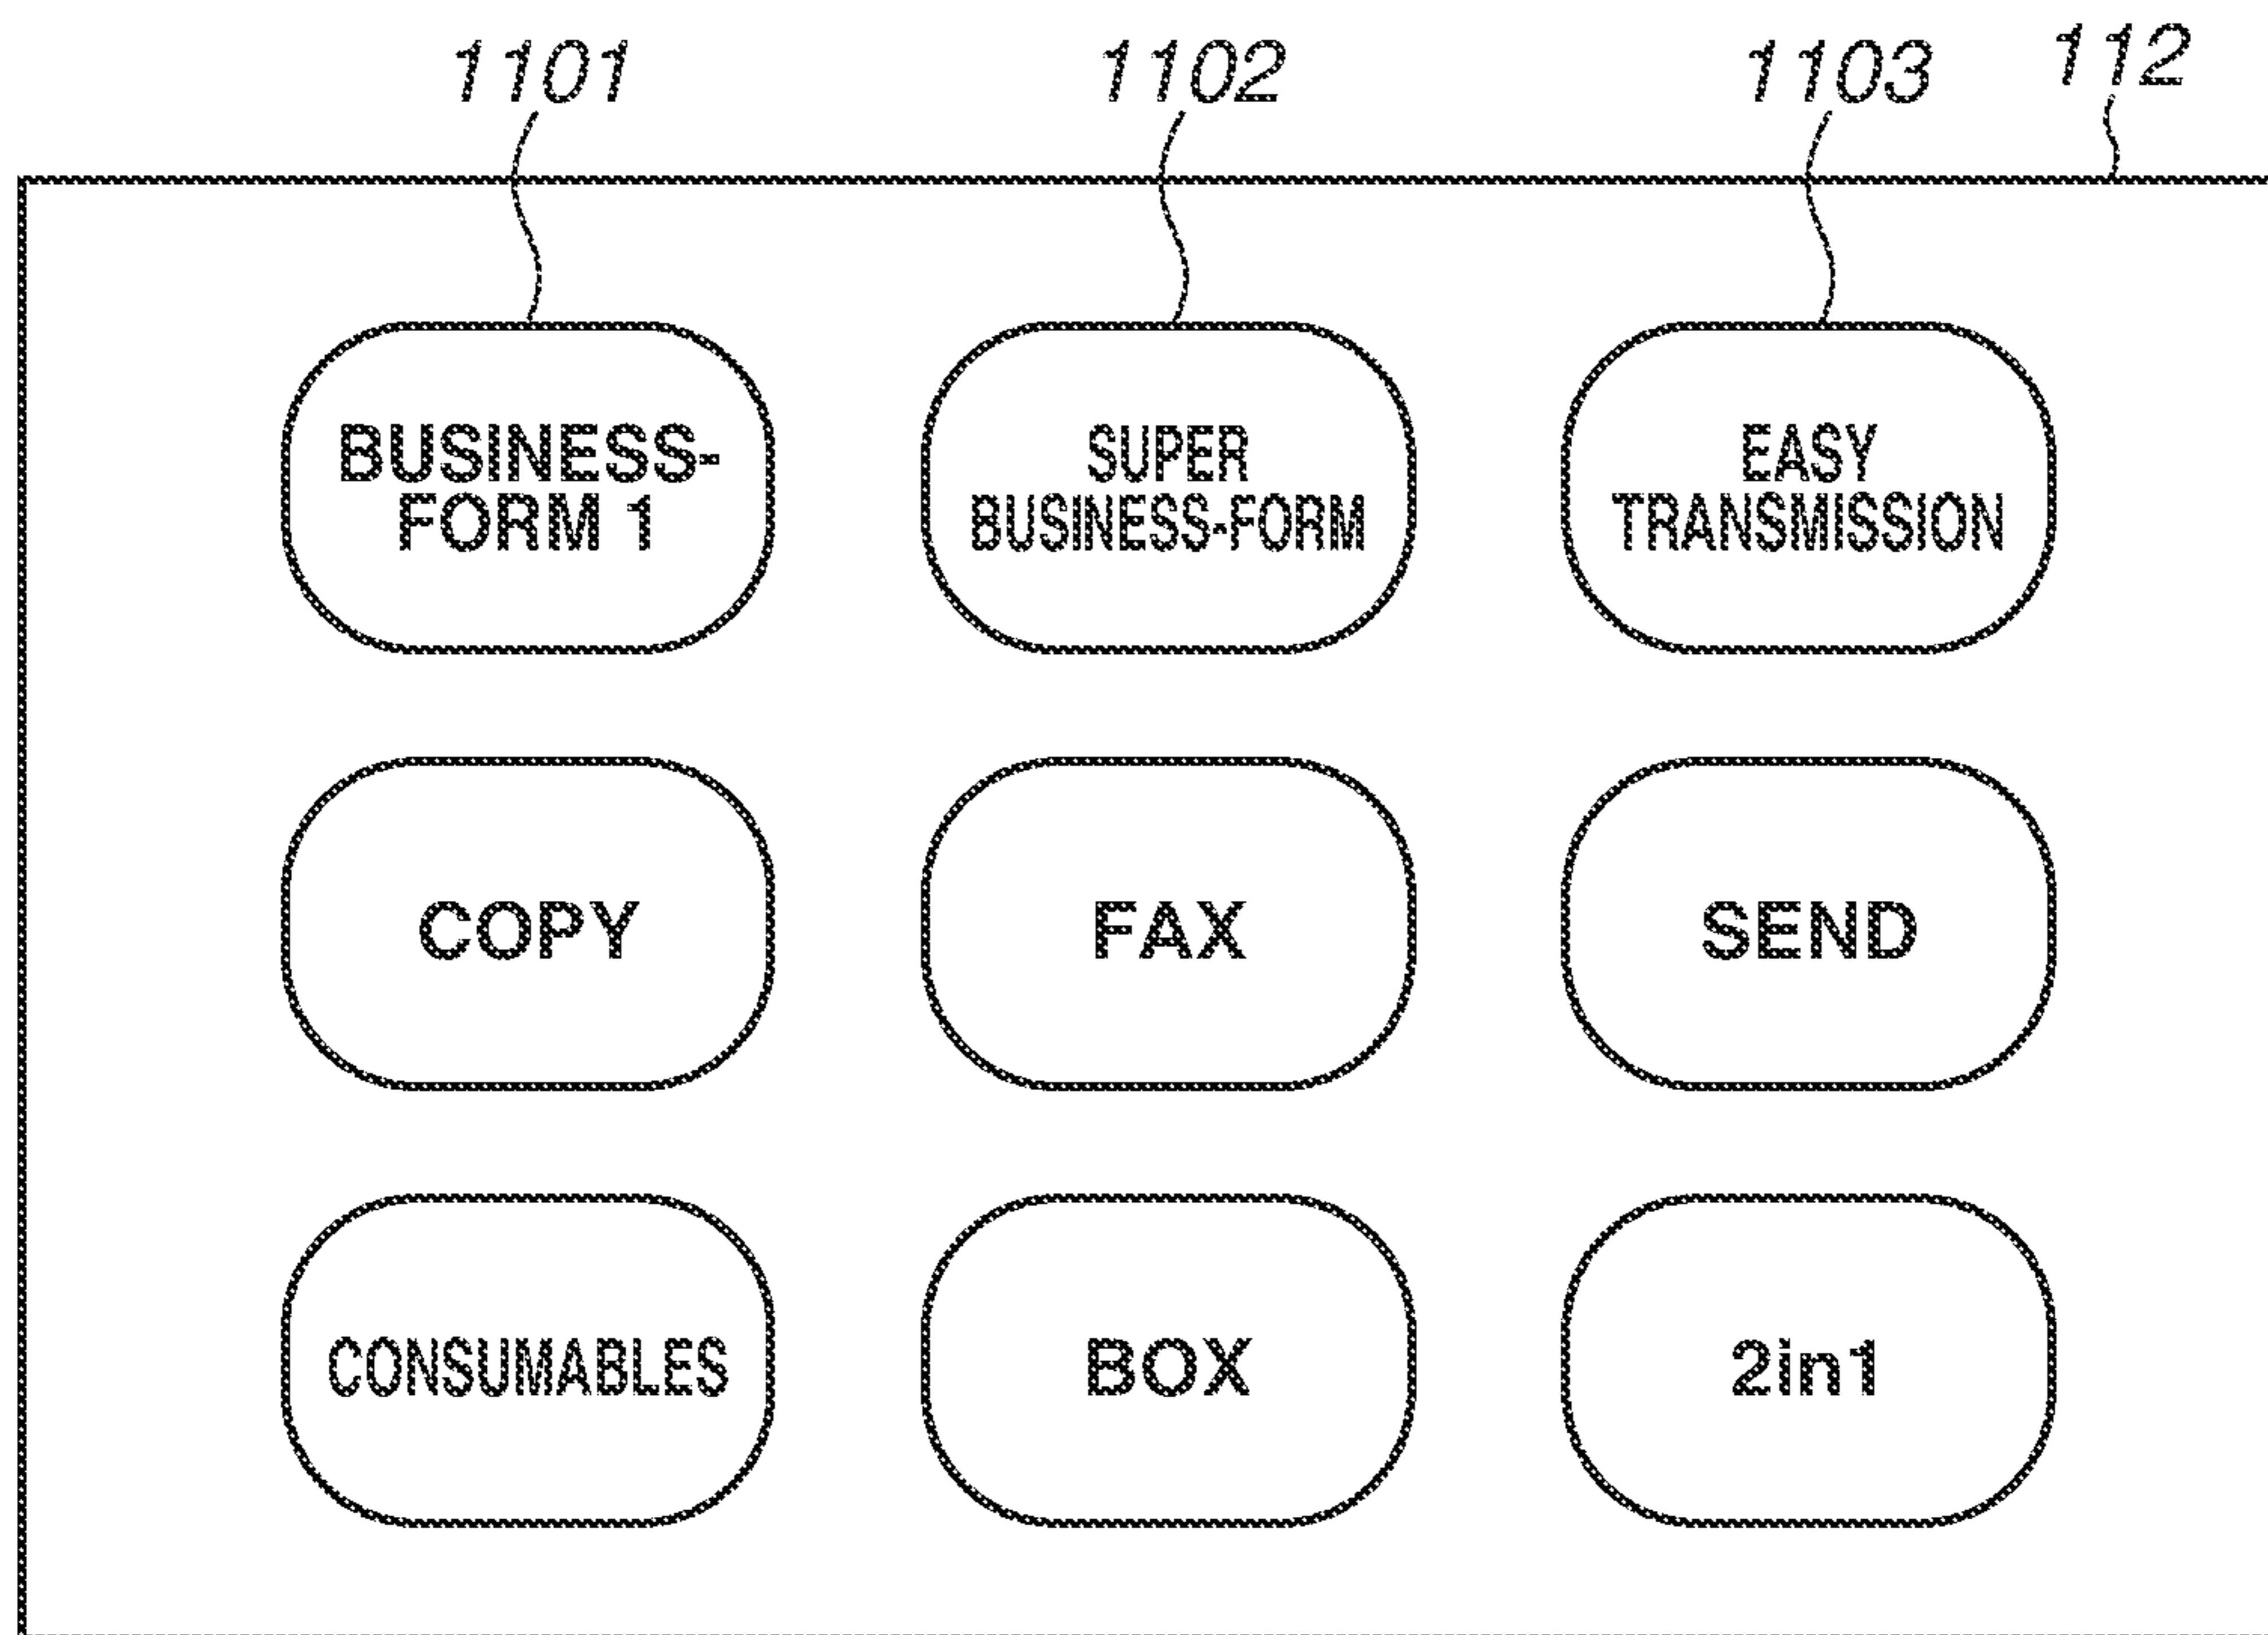 1101 1102 1103 112
BUSINESS-
FORM 1
SUPER
BUSINESS-FORM
EASY
TRANSMISSION
COPY
FAX
SEND
CONSUMABLES
BOX
2in1